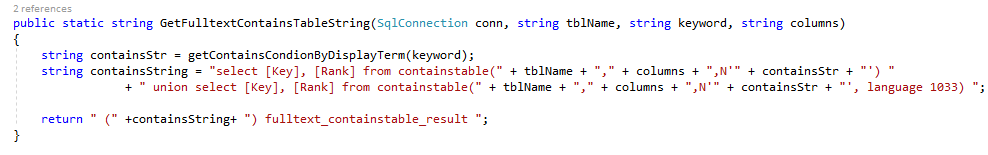 2 references
public static string GetFulltextContainsTableString(SqlConnection conn, string tblName, string keyword, string columns)
{
string containsStr = getContainsCondionByDisplayTerm(keyword);
string containsString = "select [Key], [Rank] from containstable(" + tblName + "," + columns + ",N'" + containsStr + "') "
+ " union select [Key], [Rank] from containstable(" + tblName + "," + columns + ",N'" + containsStr + "', language 1033) ";
return " (" +containsString+ ") fulltext_containstable_result ";
}